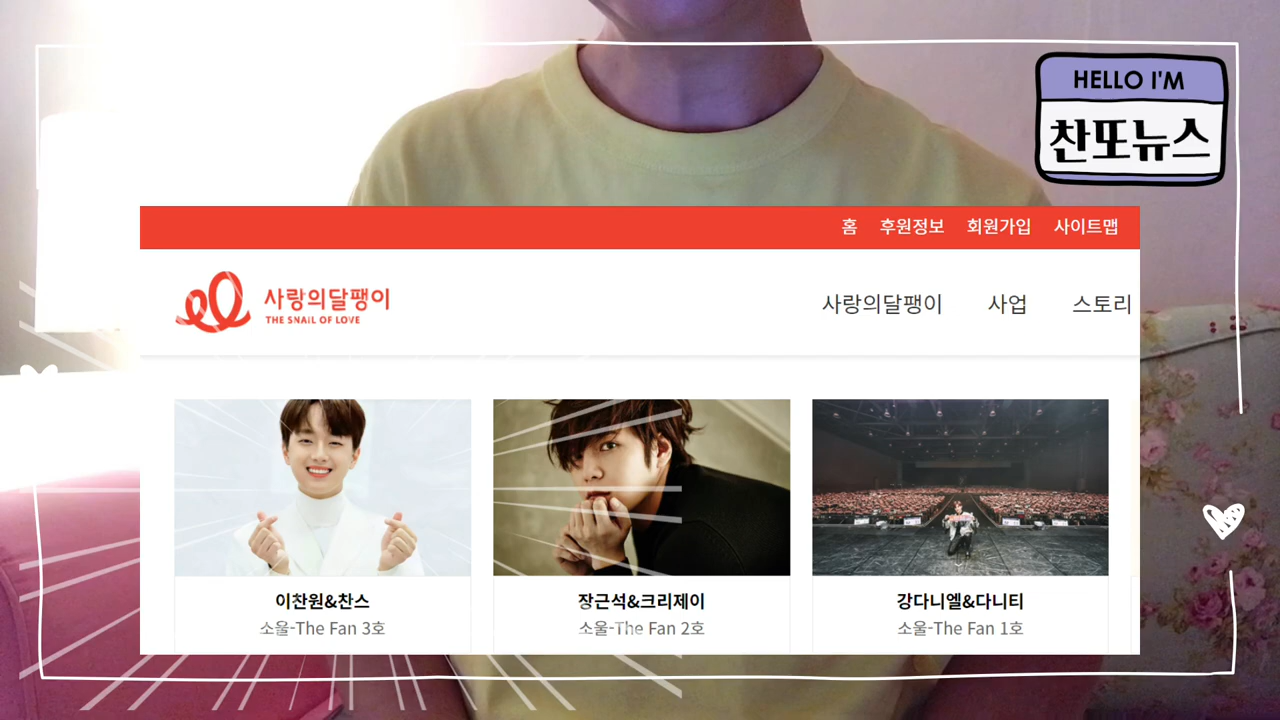 HELLO I'M
찬또뉴스
홈 후원정보 회원가입 사이트맵
사랑의달팽이
THE SNAIL OF LOVE
사랑의달팽이 사업 스토리
이찬원&찬스
소울-The Fan 3호
장근석&크리제이
소울-The Fan 2호
강다니엘&다니티
소울-The Fan 1호